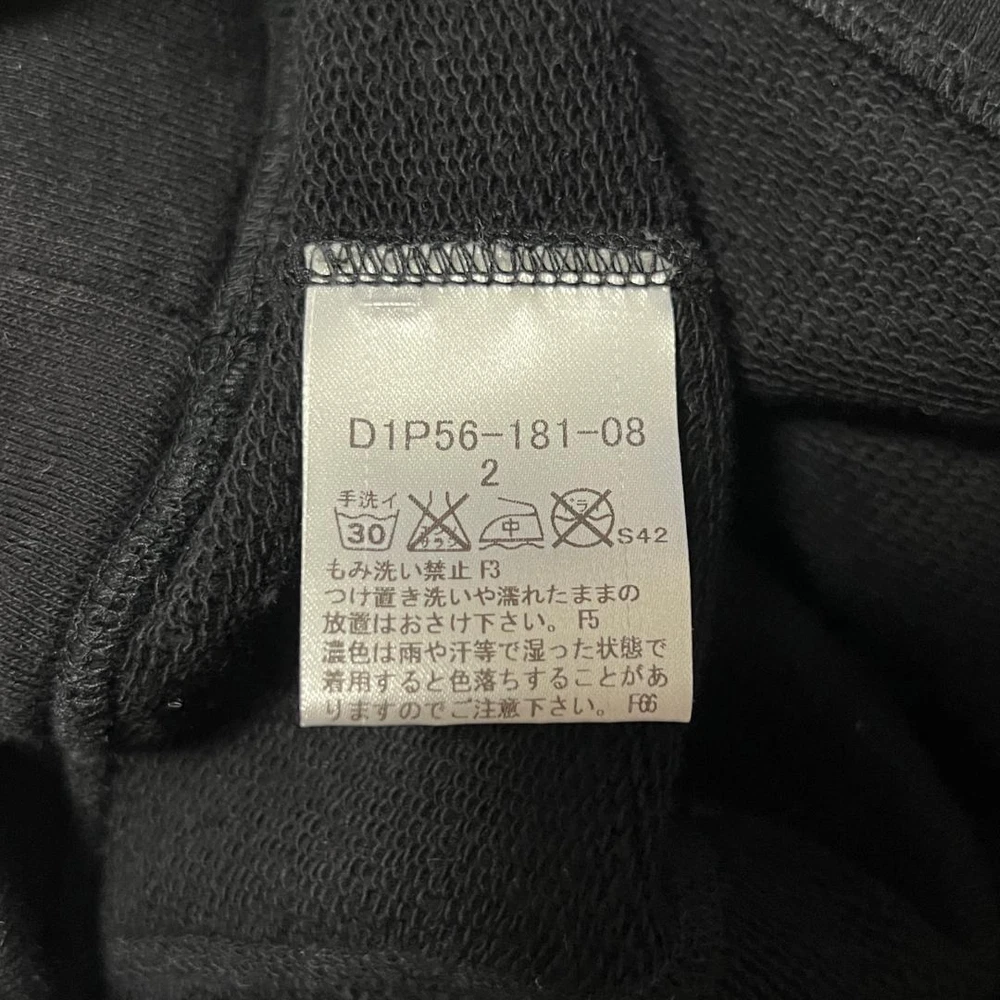 D1P56-181-08
2
手洗イ
30 中 S42
もみ洗い禁止 F3
つけ置き洗いや濡れたままの
放置はおさけ下さい。 F5
濃色は雨や汗等で湿った状態で
着用すると色落ちすることがあ
りますのでご注意下さい。 F66